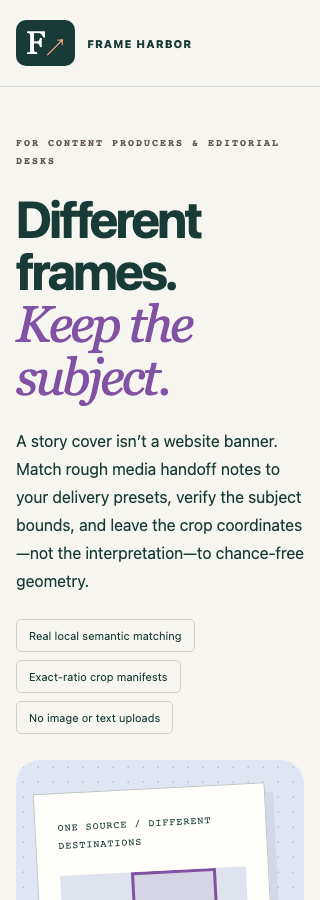 F
FRAME HARBOR
FOR CONTENT PRODUCERS & EDITORIAL
DESKS
Different
frames.
Keep the
subject.
A story cover isn’t a website banner.
Match rough media handoff notes to
your delivery presets, verify the subject
bounds, and leave the crop coordinates
—not the interpretation—to chance-free
geometry.
Real local semantic matching
Exact-ratio crop manifests
No image or text uploads
ONE SOURCE / DIFFERENT
DESTINATIONS